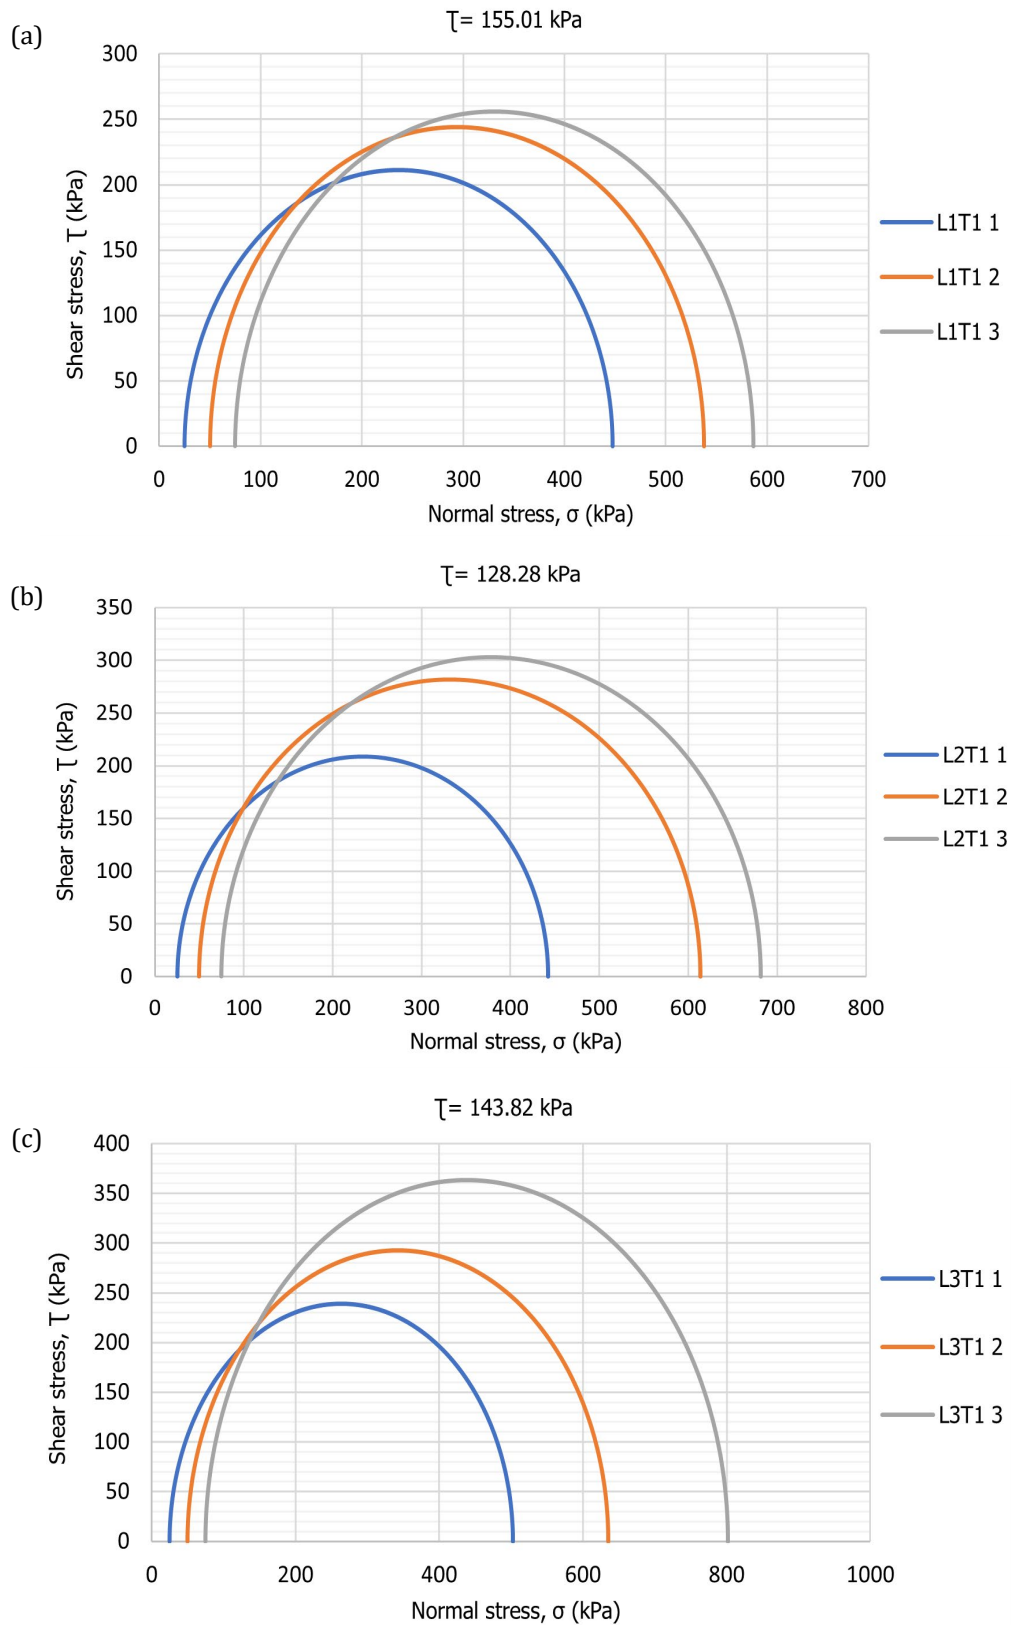 (a)
Ʈ= 155.01 kPa
300
250
200
150
100
50
0
Shear stress, Ʈ (kPa)
0 100 200 300 400 500 600 700
Normal stress, σ (kPa)
L1T1 1
L1T1 2
L1T1 3
(b)
Ʈ= 128.28 kPa
350
300
250
200
150
100
50
0
Shear stress, Ʈ (kPa)
0 100 200 300 400 500 600 700 800
Normal stress, σ (kPa)
L2T1 1
L2T1 2
L2T1 3
(c)
Ʈ= 143.82 kPa
400
350
300
250
200
150
100
50
0
Shear stress, Ʈ (kPa)
0 200 400 600 800 1000
Normal stress, σ (kPa)
L3T1 1
L3T1 2
L3T1 3